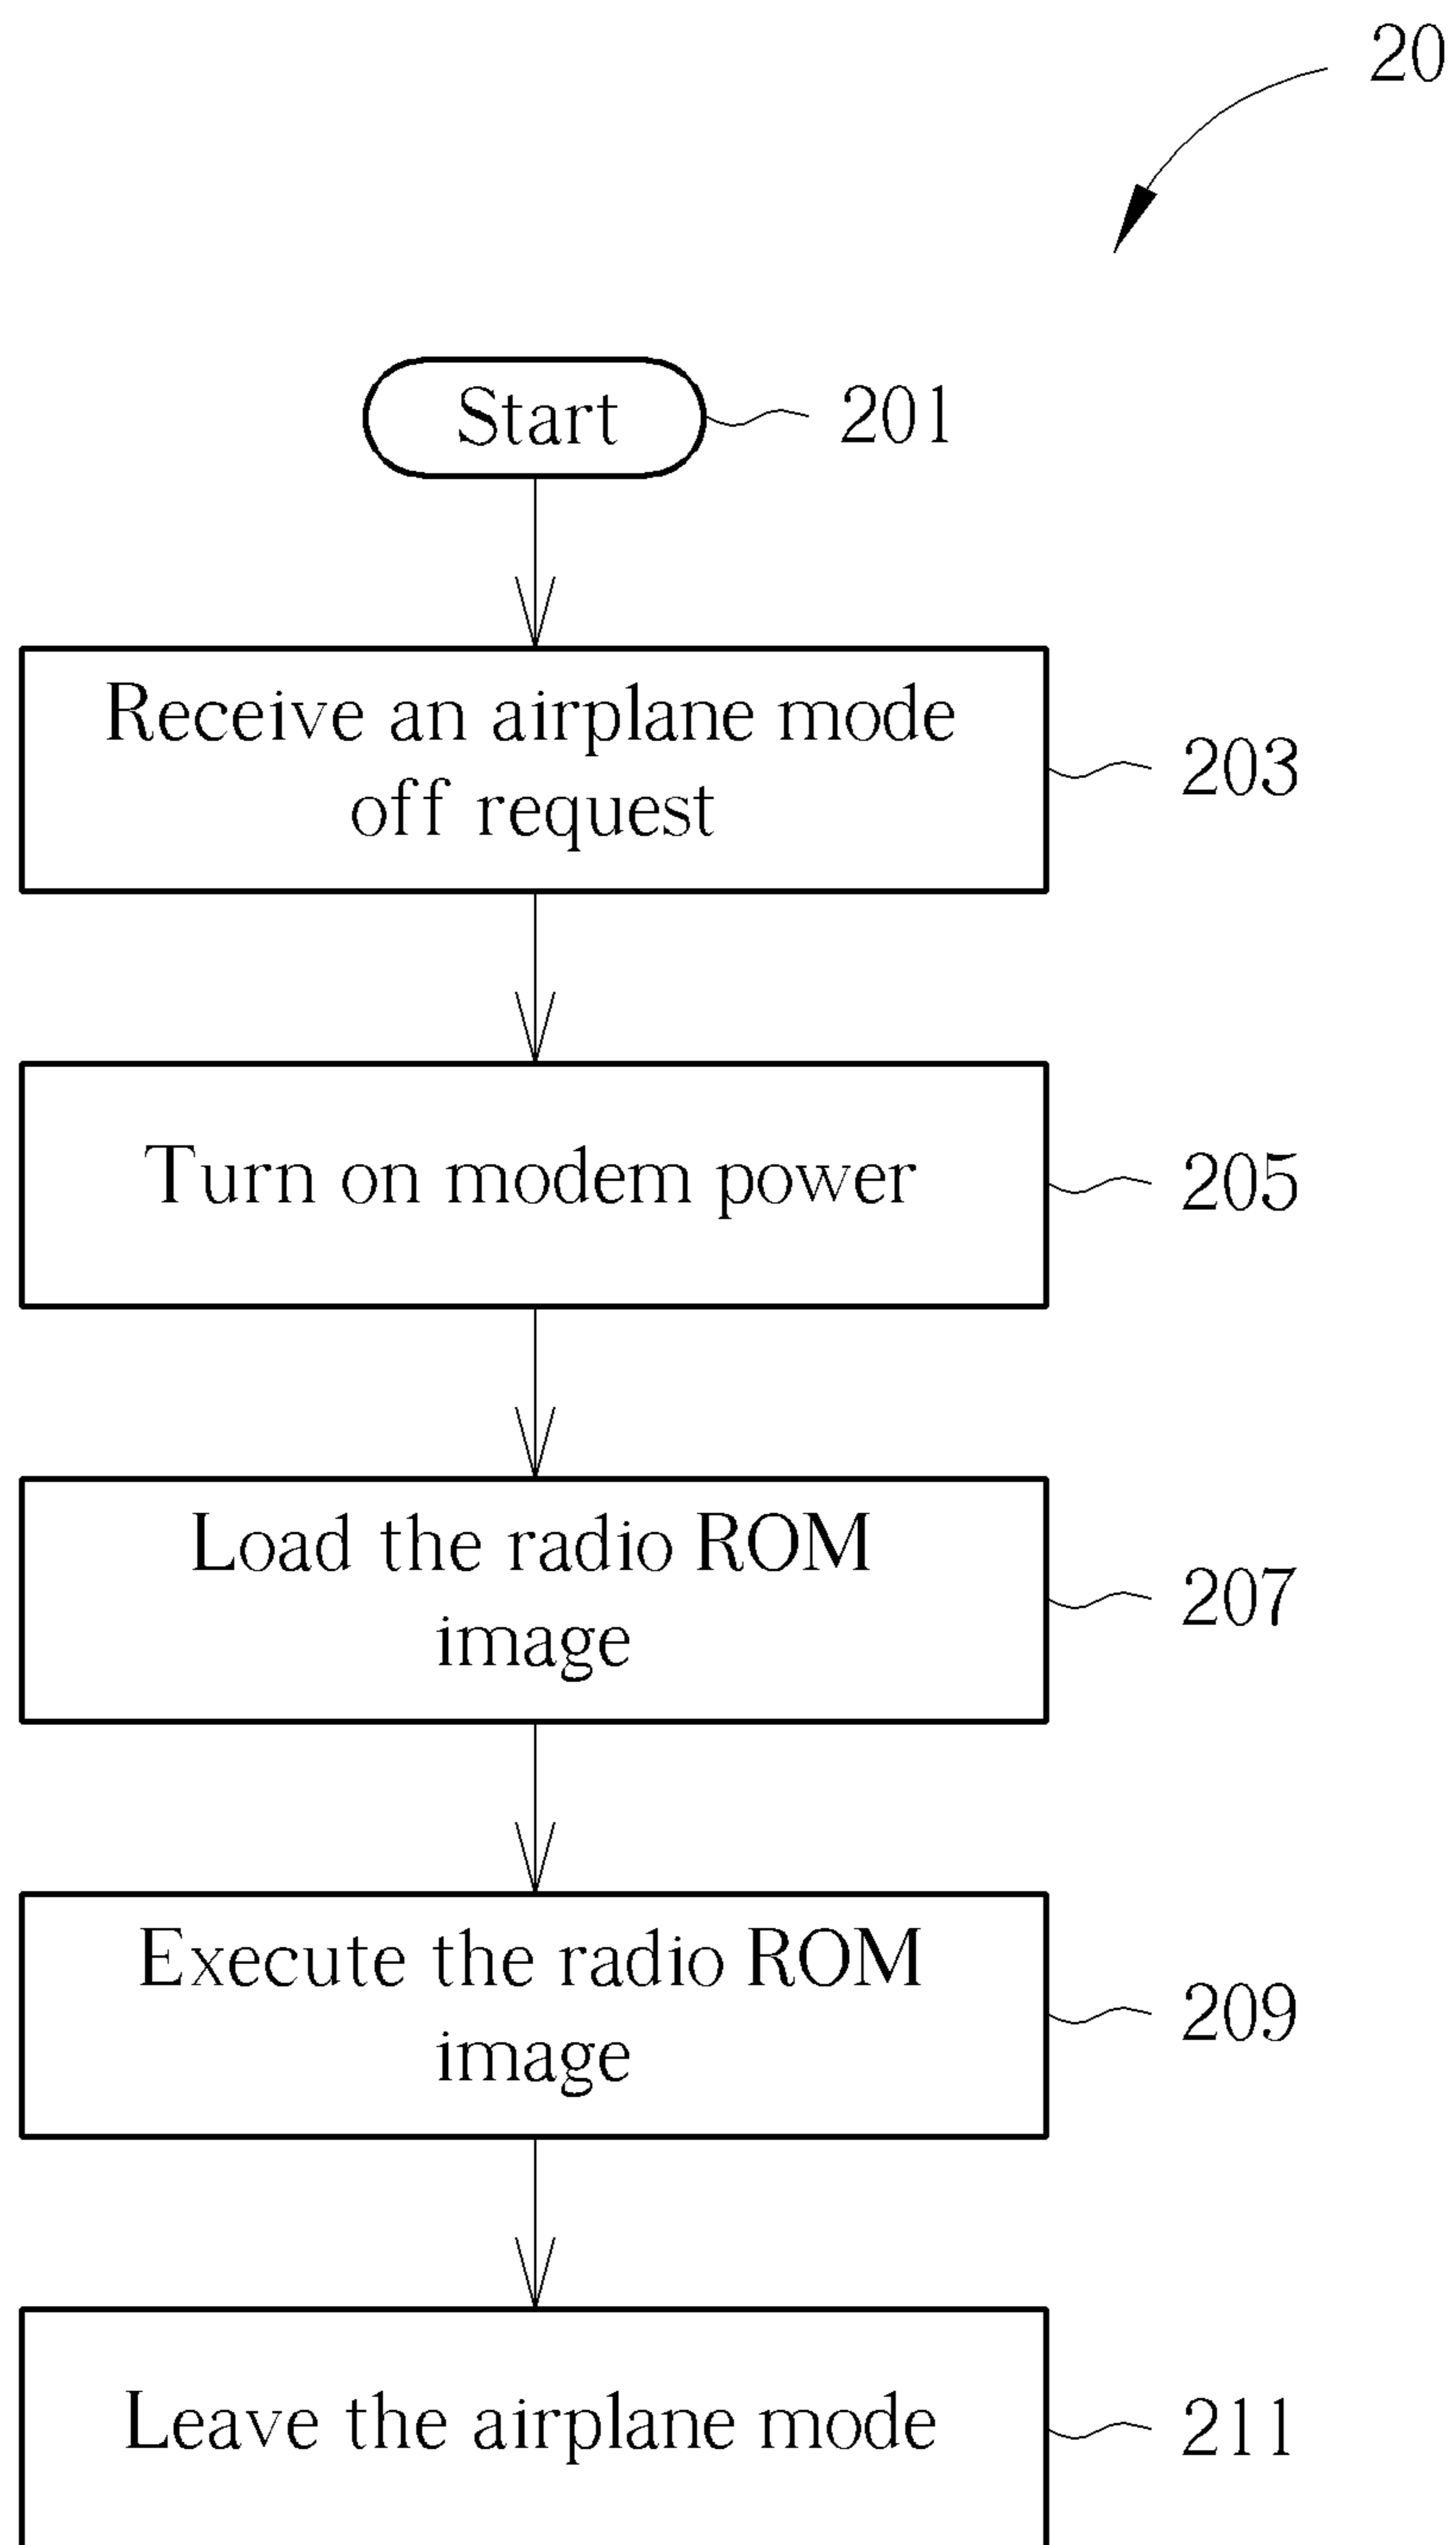 20
Start
201
Receive an airplane mode
off request
203
Turn on modem power
205
Load the radio ROM
image
207
Execute the radio ROM
image
209
Leave the airplane mode
211